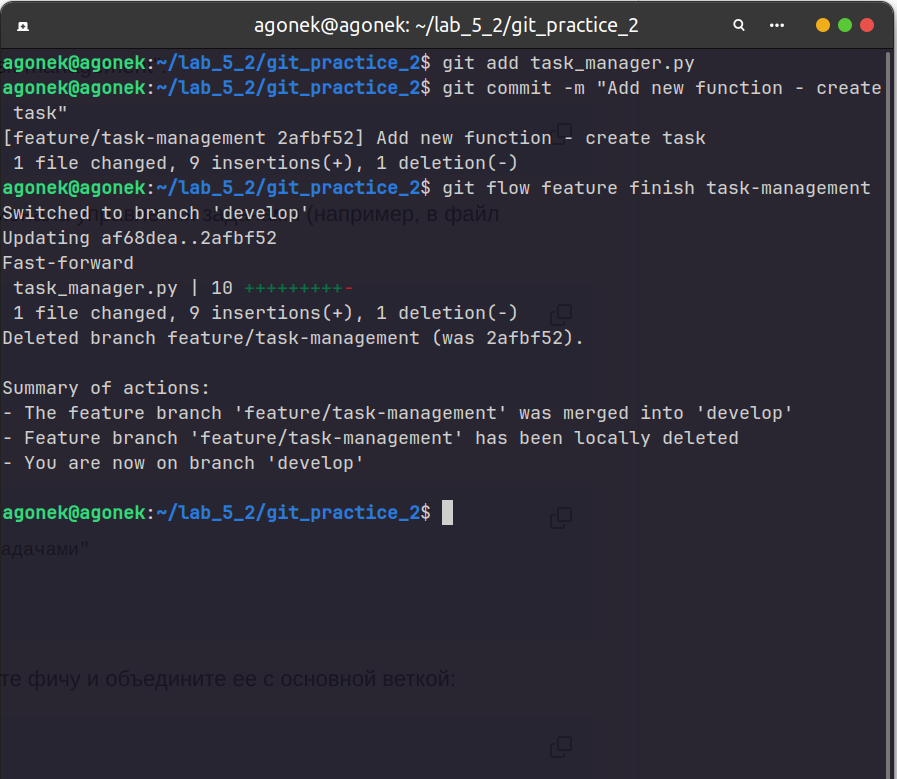 agonek@agonek: ~/lab_5_2/git_practice_2
agonek@agonek:~/lab_5_2/git_practice_2$ git add task_manager.py
agonek@agonek:~/lab_5_2/git_practice_2$ git commit -m "Add new function - create
task"
[feature/task-management 2afbf52] Add new function - create task
1 file changed, 9 insertions(+), 1 deletion(-)
agonek@agonek:~/lab_5_2/git_practice_2$ git flow feature finish task-management
Switched to branch 'develop'
(например, в файл
Updating af68dea..2afbf52
Fast-forward
task_manager.py | 10 +++++++++-
1 file changed, 9 insertions(+), 1 deletion(-)
Deleted branch feature/task-management (was 2afbf52).
Summary of actions:
- The feature branch 'feature/task-management' was merged into 'develop'
- Feature branch 'feature/task-management' has been locally deleted
- You are now on branch 'develop'
agonek@agonek:~/lab_5_2/git_practice_2$
адачами"
те фичу и объедините ее с основной веткой: